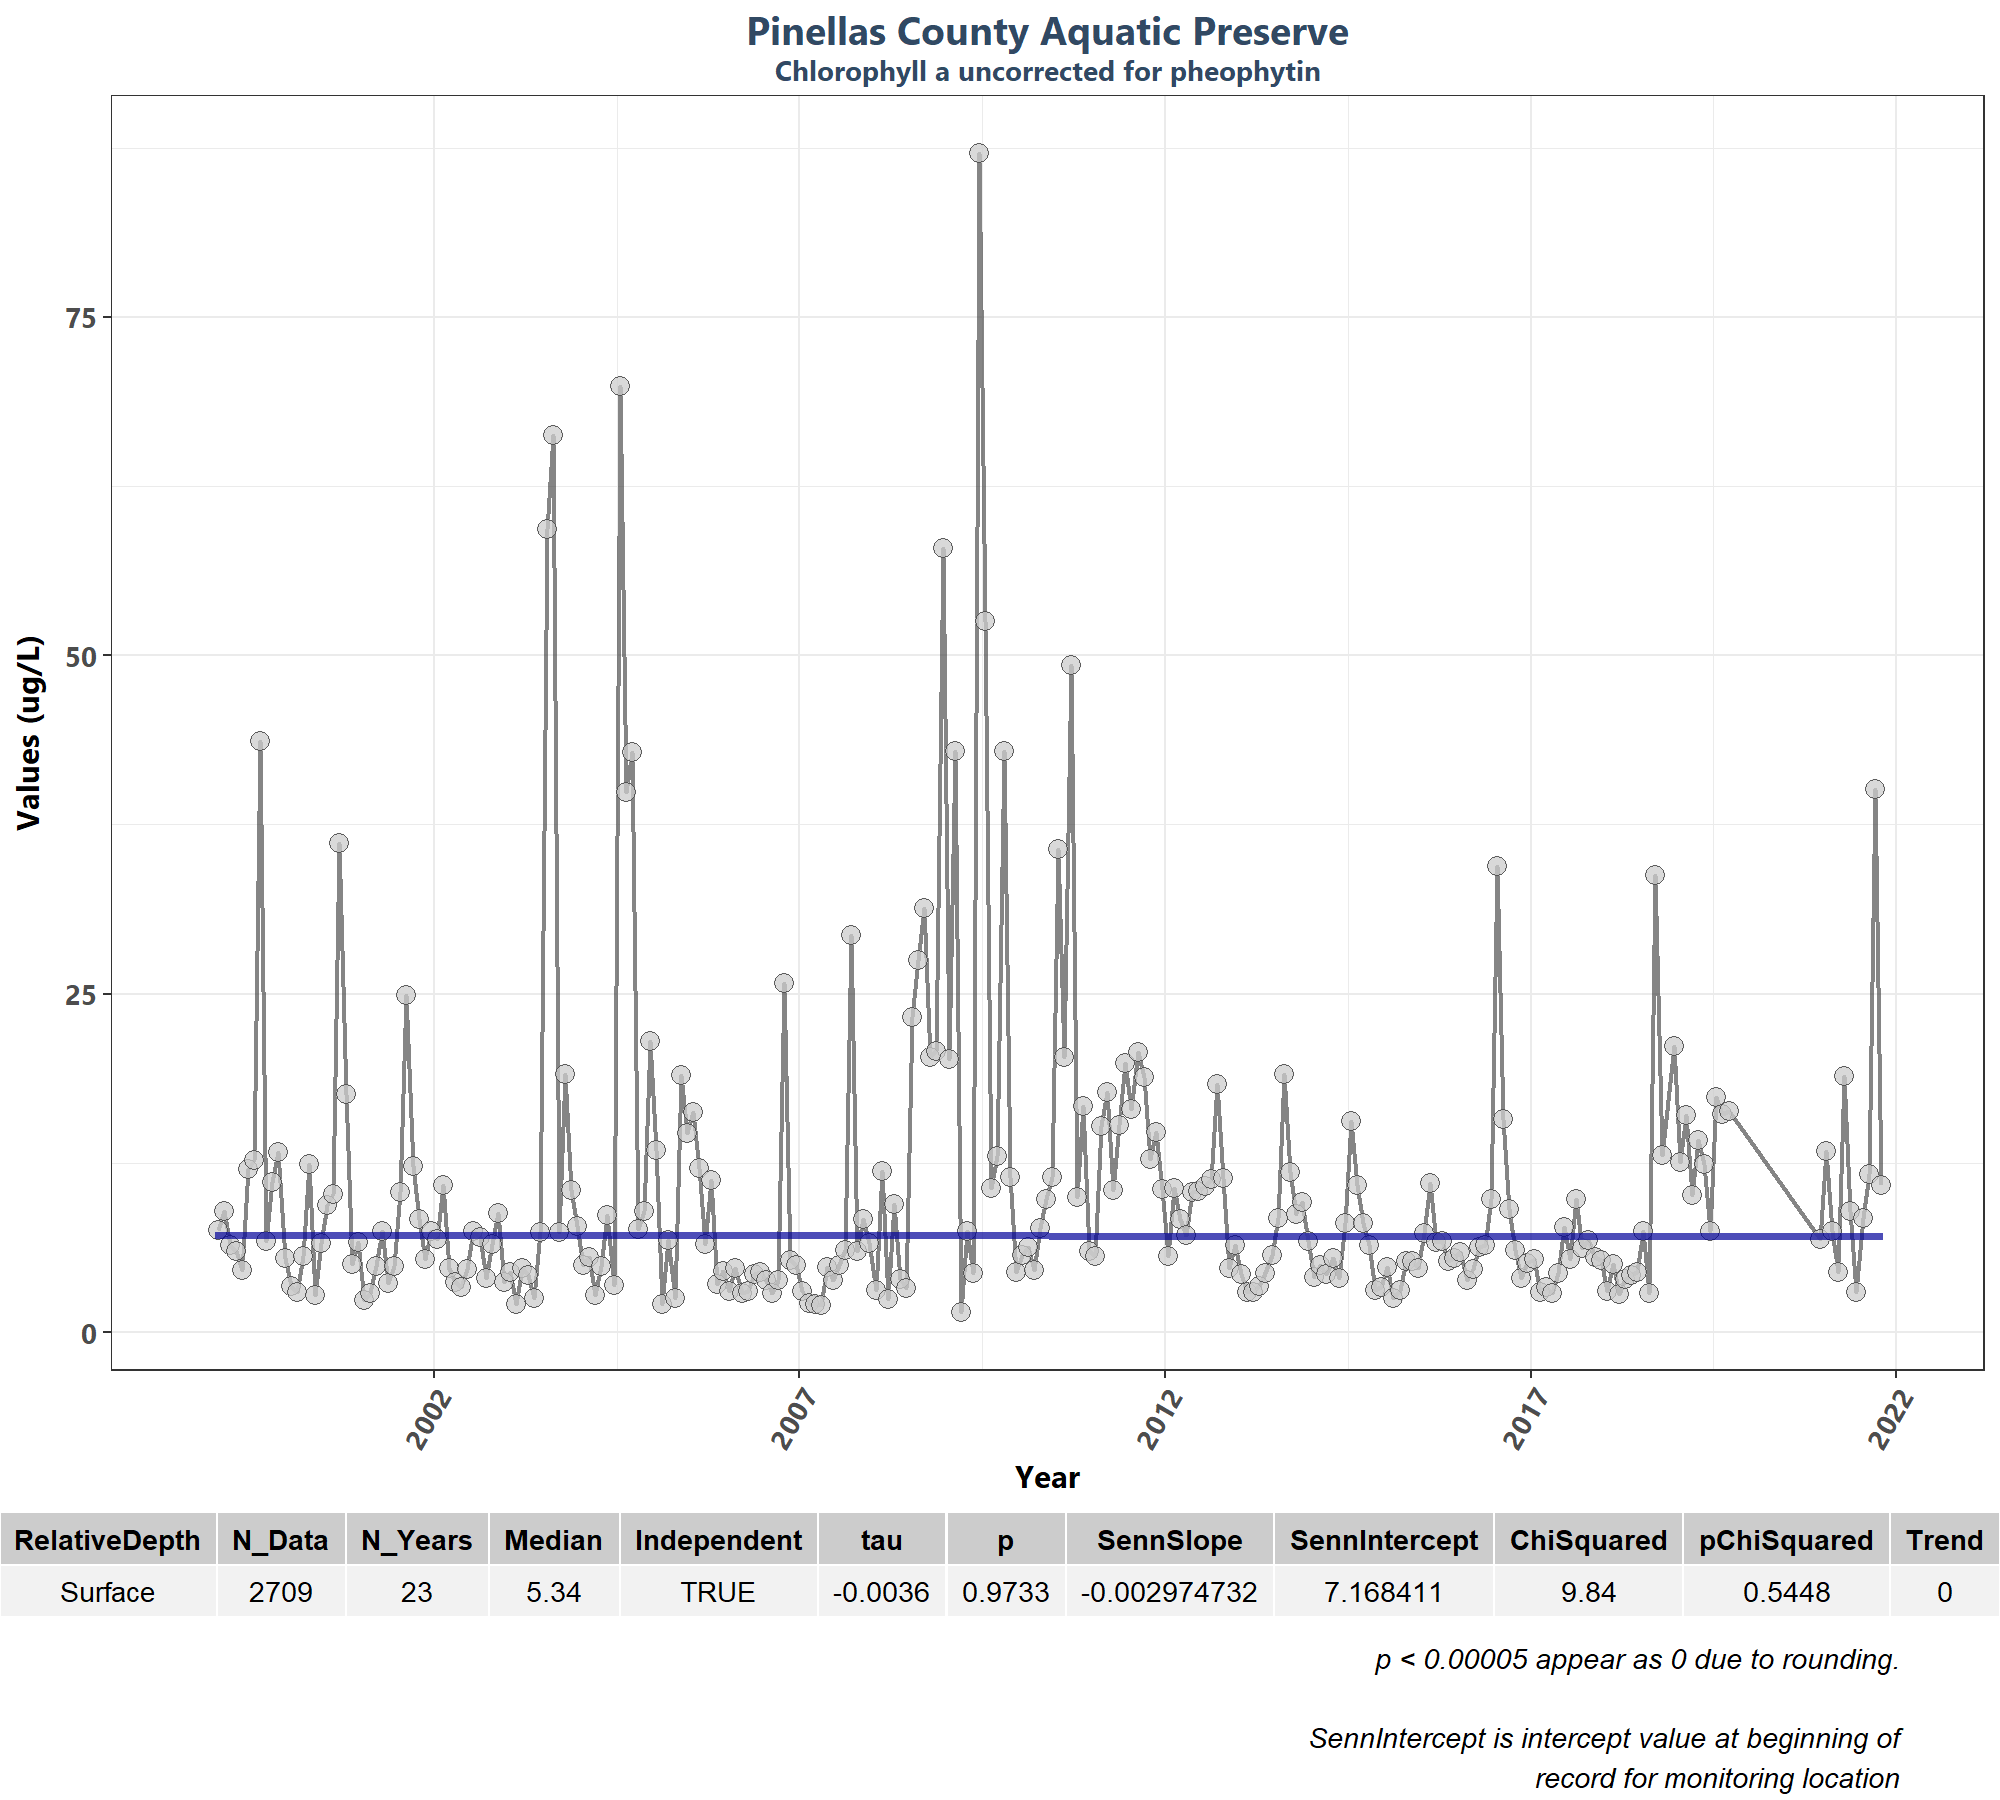 Pinellas County Aquatic Preserve
Chlorophyll a uncorrected for pheophytin
Values (ug/L)
75
50
25
0
2002 2007 2012 2017 2022
Year
RelativeDepth N_Data N_Years Median Independent tau p SennSlope SennIntercept ChiSquared pChiSquared Trend
Surface 2709 23 5.34 TRUE -0.0036 0.9733 -0.002974732 7.168411 9.84 0.5448 0
p < 0.00005 appear as 0 due to rounding.
SennIntercept is intercept value at beginning of
record for monitoring location